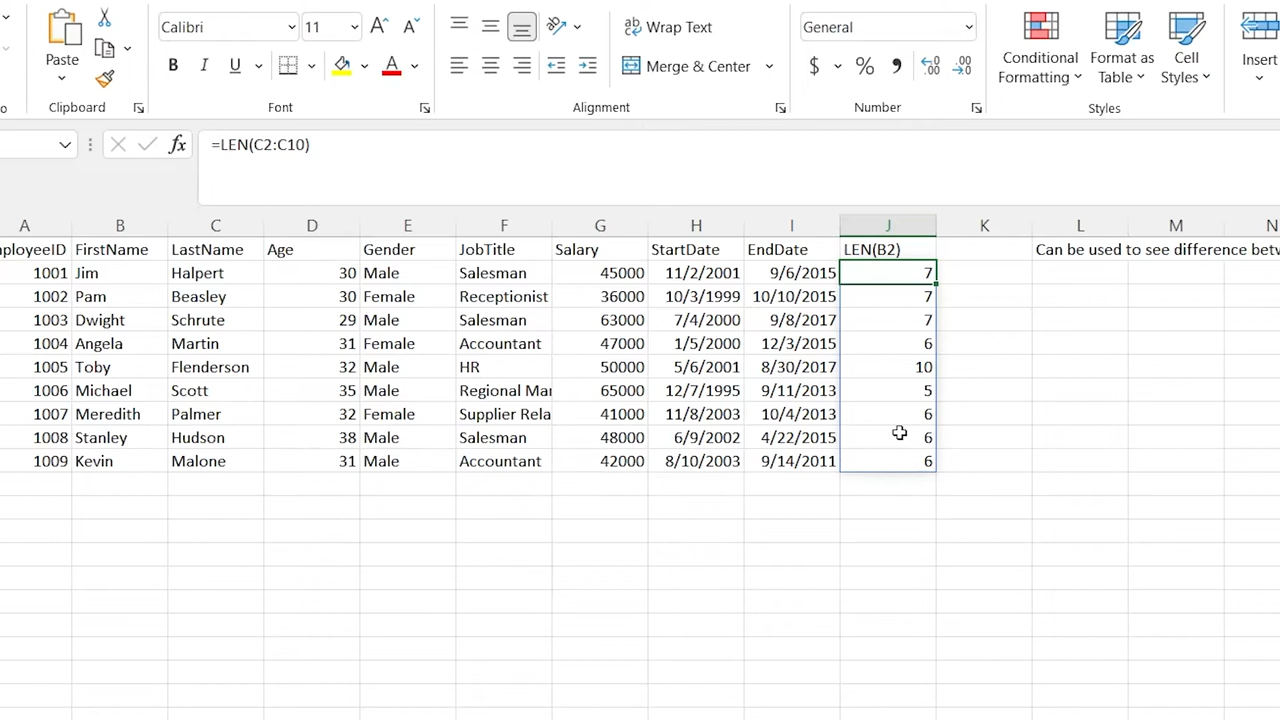 Calibri 11 Wrap Text General
Paste B I U Merge & Center $ % 9 Conditional Formatting Format as Table Cell Styles Insert
Clipboard Font Alignment Number Styles
fx =LEN(C2:C10)
A B C D E F G H I J K L M N
ployeeID FirstName LastName Age Gender JobTitle Salary StartDate EndDate LEN(B2) Can be used to see difference betw
1001 Jim Halpert 30 Male Salesman 45000 11/2/2001 9/6/2015 7
1002 Pam Beasley 30 Female Receptionist 36000 10/3/1999 10/10/2015 7
1003 Dwight Schrute 29 Male Salesman 63000 7/4/2000 9/8/2017 7
1004 Angela Martin 31 Female Accountant 47000 1/5/2000 12/3/2015 6
1005 Toby Flenderson 32 Male HR 50000 5/6/2001 8/30/2017 10
1006 Michael Scott 35 Male Regional Mar 65000 12/7/1995 9/11/2013 5
1007 Meredith Palmer 32 Female Supplier Rela 41000 11/8/2003 10/4/2013 6
1008 Stanley Hudson 38 Male Salesman 48000 6/9/2002 4/22/2015 6
1009 Kevin Malone 31 Male Accountant 42000 8/10/2003 9/14/2011 6